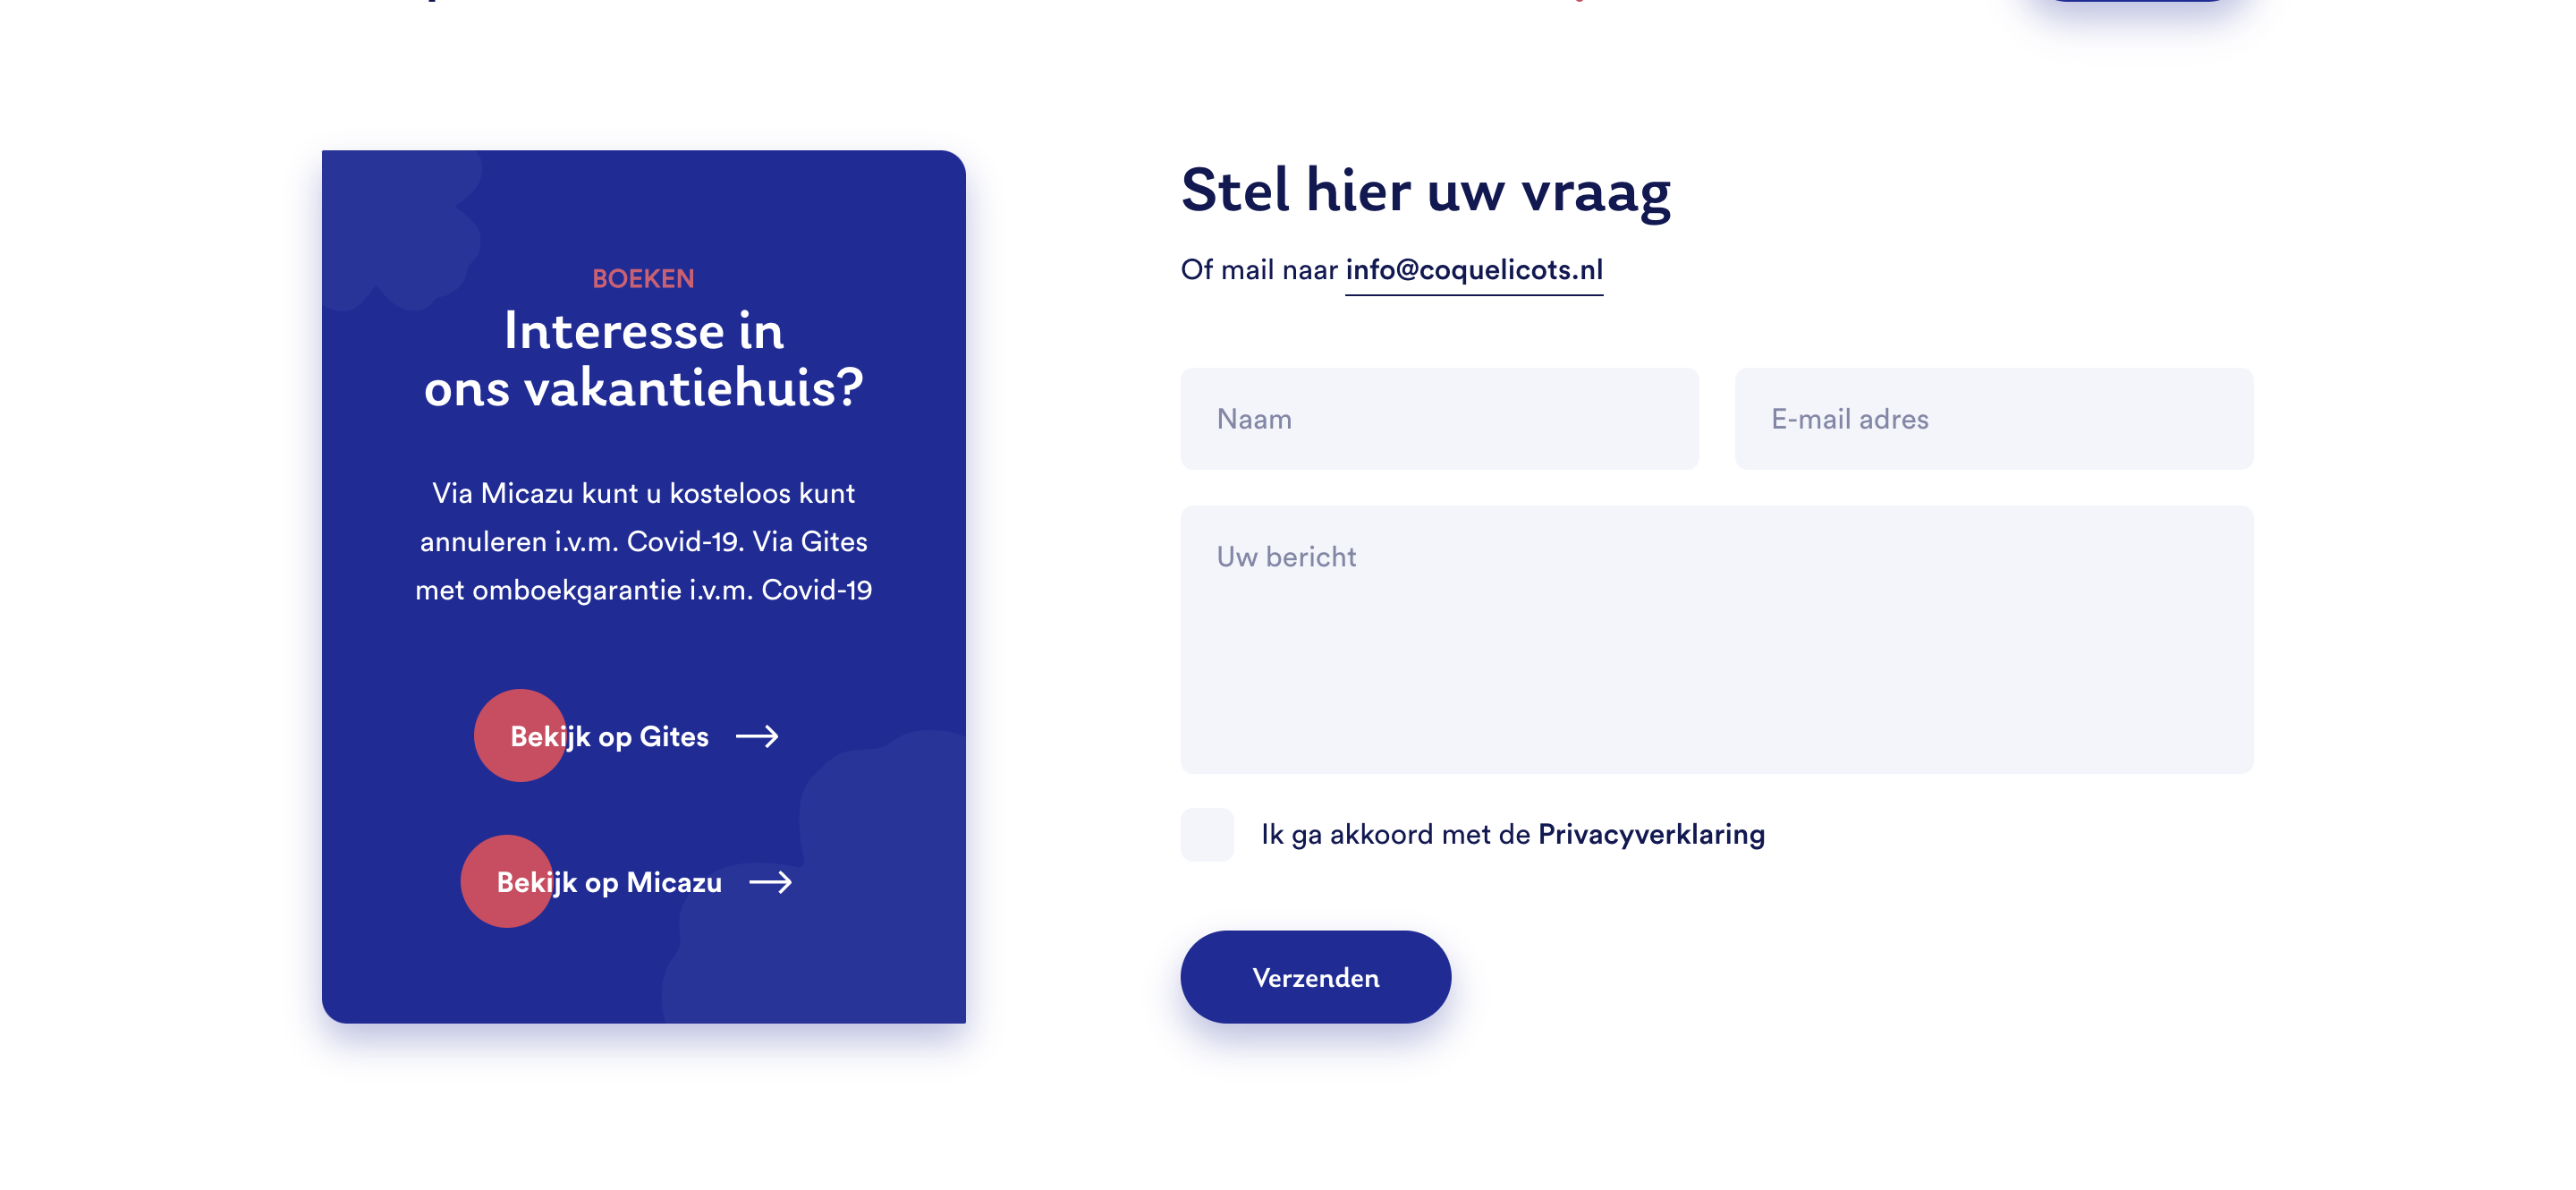 BOEKEN
Interesse in
ons vakantiehuis?
Via Micazu kunt u kosteloos kunt
annuleren i.v.m. Covid-19. Via Gites
met omboekgarantie i.v.m. Covid-19
Bekijk op Gites
Bekijk op Micazu
Stel hier uw vraag
Of mail naar info@coquelicots.nl
Naam
E-mail adres
Uw bericht
Ik ga akkoord met de Privacyverklaring
Verzenden